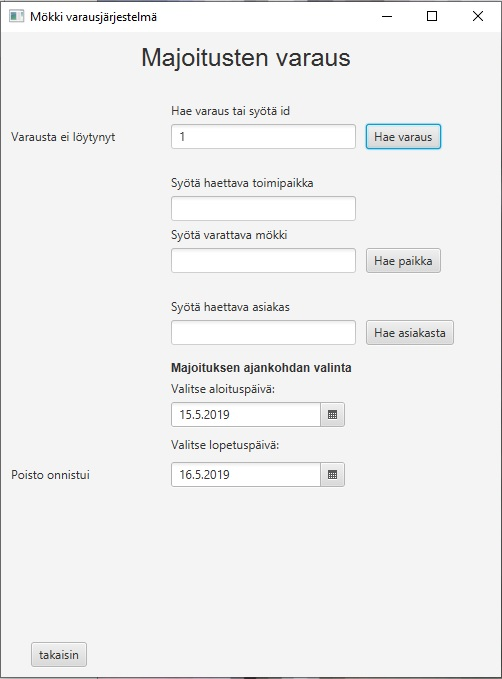 Mökki varausjärjestelmä
Majoitusten varaus
Hae varaus tai syötä id
Varausta ei löytynyt 1 Hae varaus
Syötä haettava toimipaikka
Syötä varattava mökki
Hae paikka
Syötä haettava asiakas
Hae asiakasta
Majoituksen ajankohdan valinta
Valitse aloituspäivä:
15.5.2019
Valitse lopetuspäivä:
Poisto onnistui 16.5.2019
takaisin